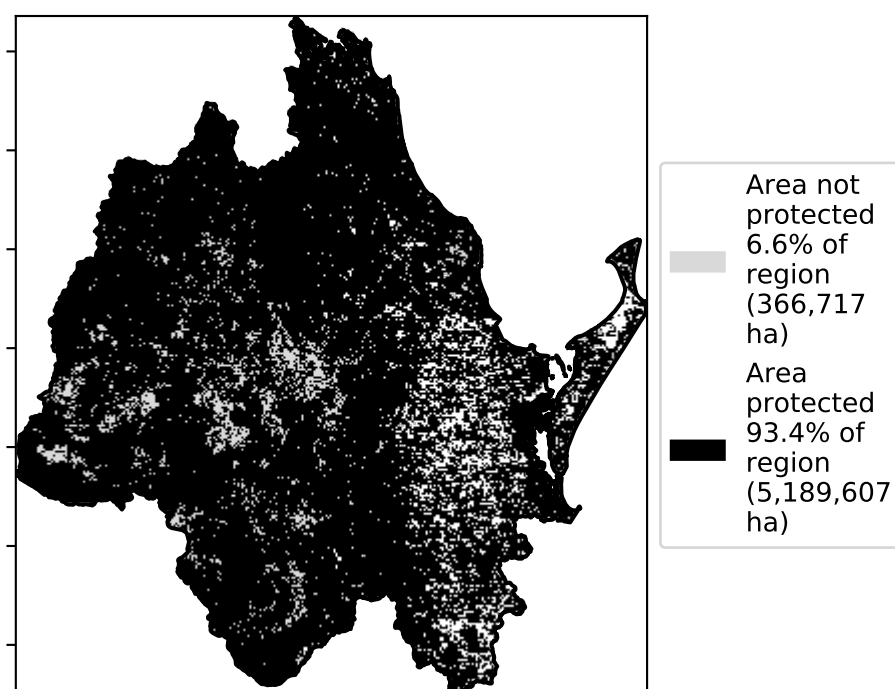 Area not
protected
6.6% of
region
(366,717
ha)
Area
protected
93.4% of
region
(5,189,607
ha)